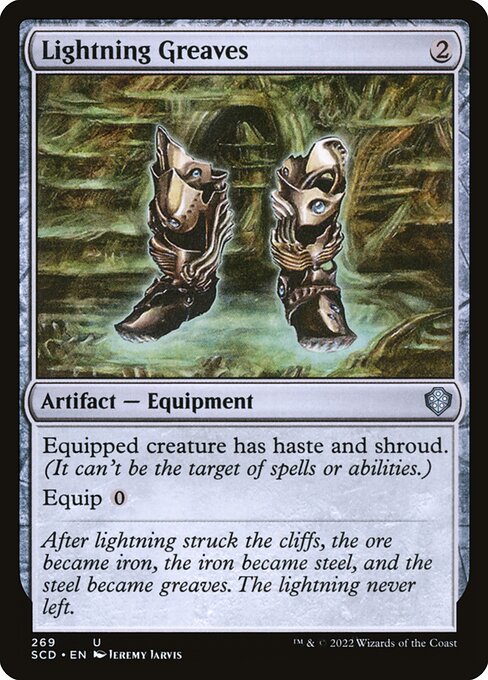 Lightning Greaves 2
Artifact — Equipment
Equipped creature has haste and shroud.
(It can't be the target of spells or abilities.)
Equip 0
After lightning struck the cliffs, the ore
became iron, the iron became steel, and the
steel became greaves. The lightning never
left.
269 U
SCD • EN Jeremy Jarvis
™ & © 2022 Wizards of the Coast